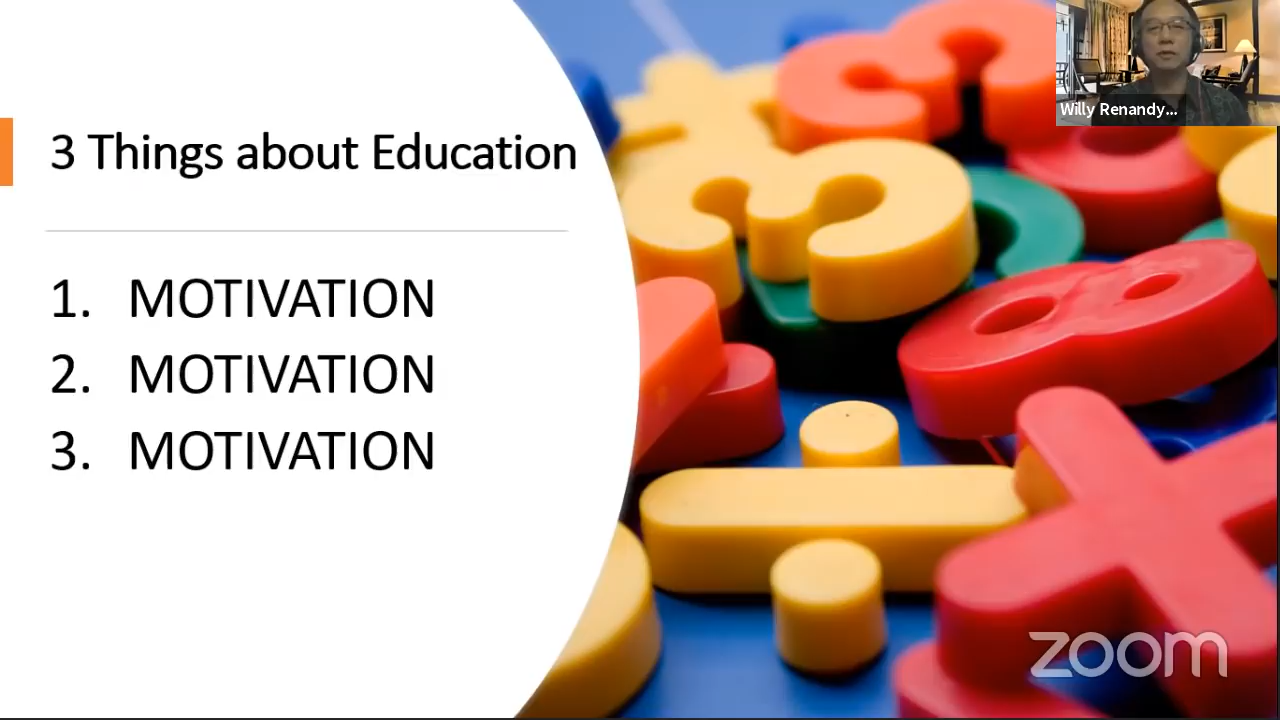 Willy Renandy...
3 Things about Education
1. MOTIVATION
2. MOTIVATION
3. MOTIVATION
zoom